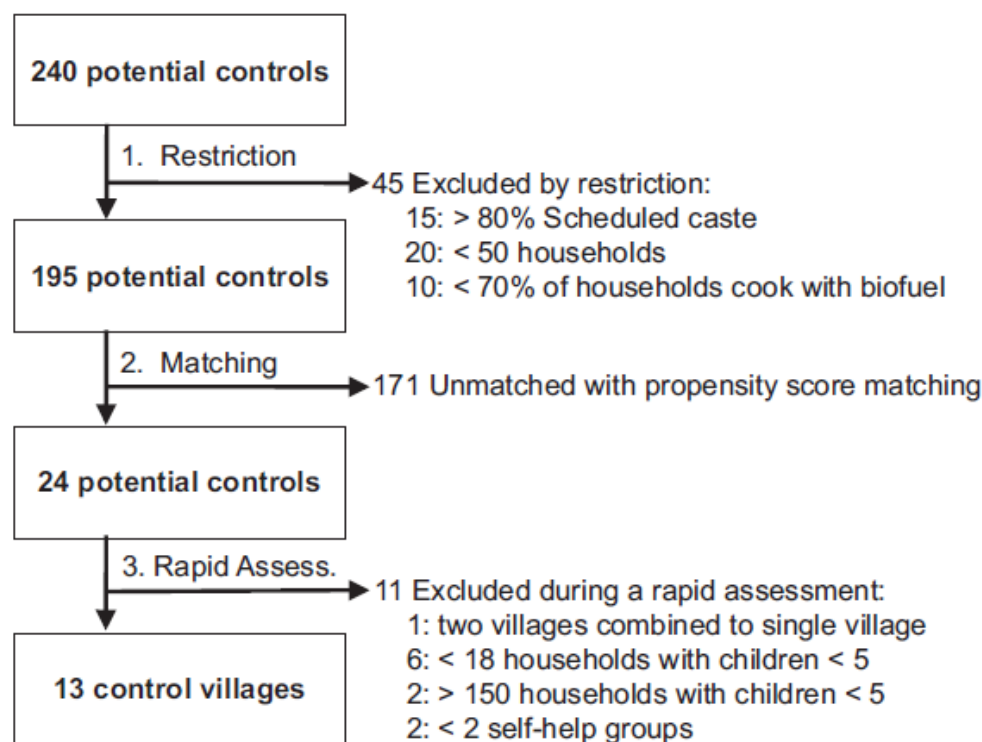 240 potential controls
1. Restriction
45 Excluded by restriction:
15: > 80% Scheduled caste
20: < 50 households
10: < 70% of households cook with biofuel
195 potential controls
2. Matching
171 Unmatched with propensity score matching
24 potential controls
3. Rapid Assess.
11 Excluded during a rapid assessment:
1: two villages combined to single village
6: < 18 households with children < 5
2: > 150 households with children < 5
2: < 2 self-help groups
13 control villages